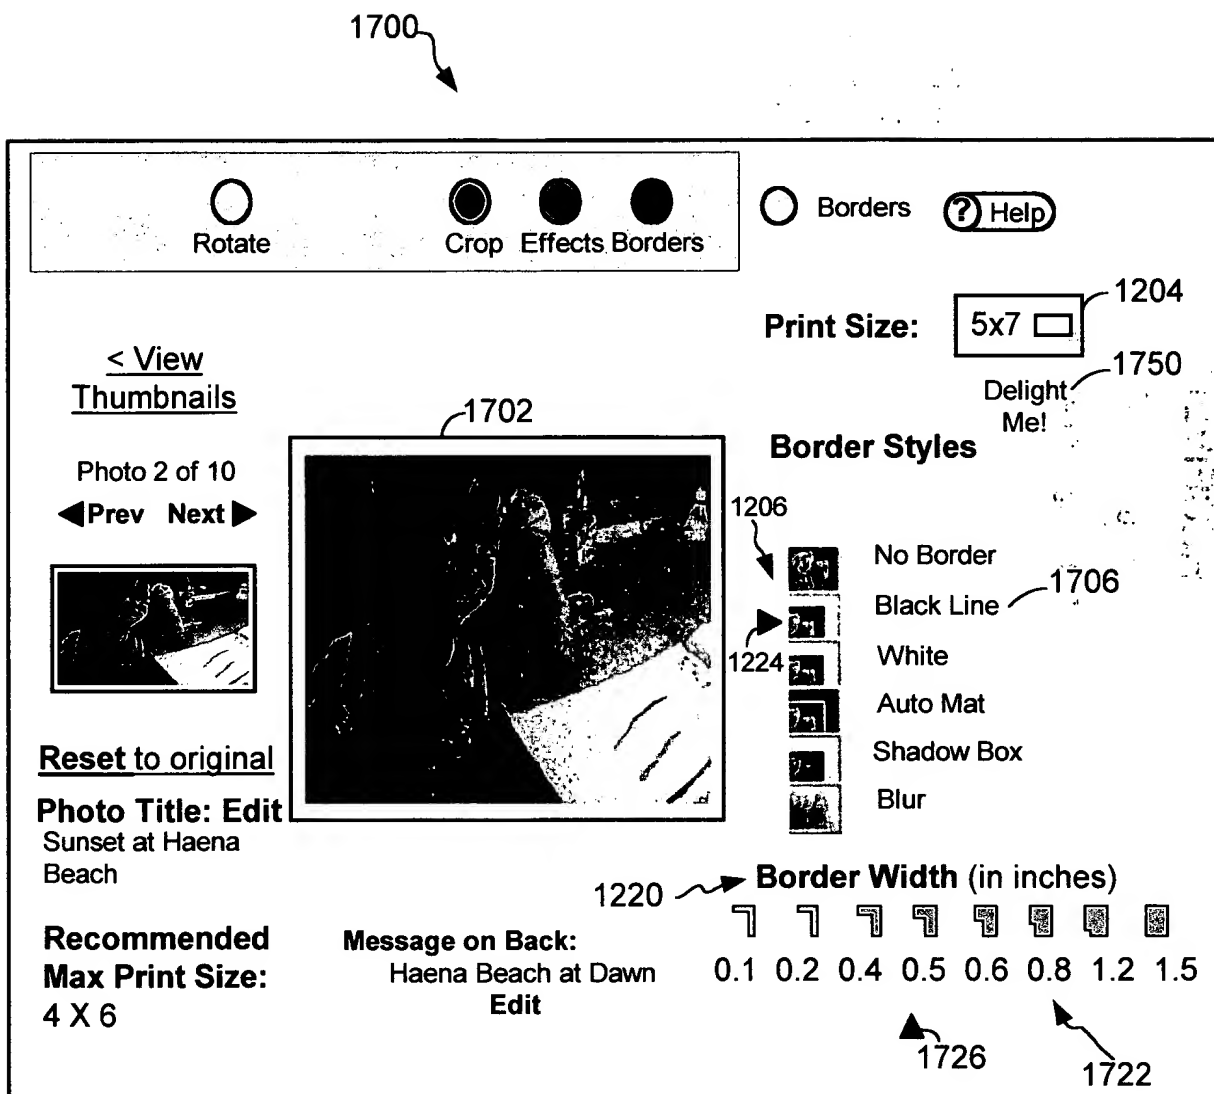 1700
Rotate
Crop Effects Borders
Borders
? Help
Print Size:
5x7
1204
1750
Delight
Me!
< View
Thumbnails
Photo 2 of 10
Prev Next
1702
Border Styles
1206
No Border
Black Line
1706
1224
White
Auto Mat
Shadow Box
Blur
Reset to original
Photo Title: Edit
Sunset at Haena
Beach
Recommended
Max Print Size:
4 X 6
Message on Back:
Haena Beach at Dawn
Edit
1220
Border Width (in inches)
0.1 0.2 0.4 0.5 0.6 0.8 1.2 1.5
1726
1722